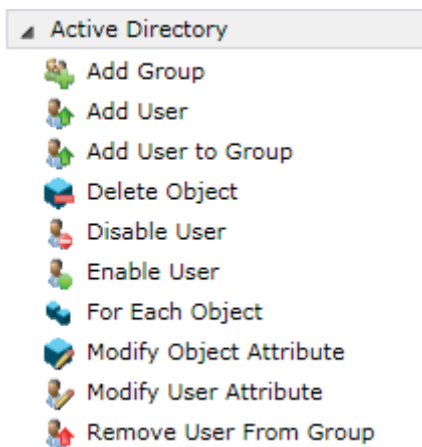 Active Directory
Add Group
Add User
Add User to Group
Delete Object
Disable User
Enable User
For Each Object
Modify Object Attribute
Modify User Attribute
Remove User From Group